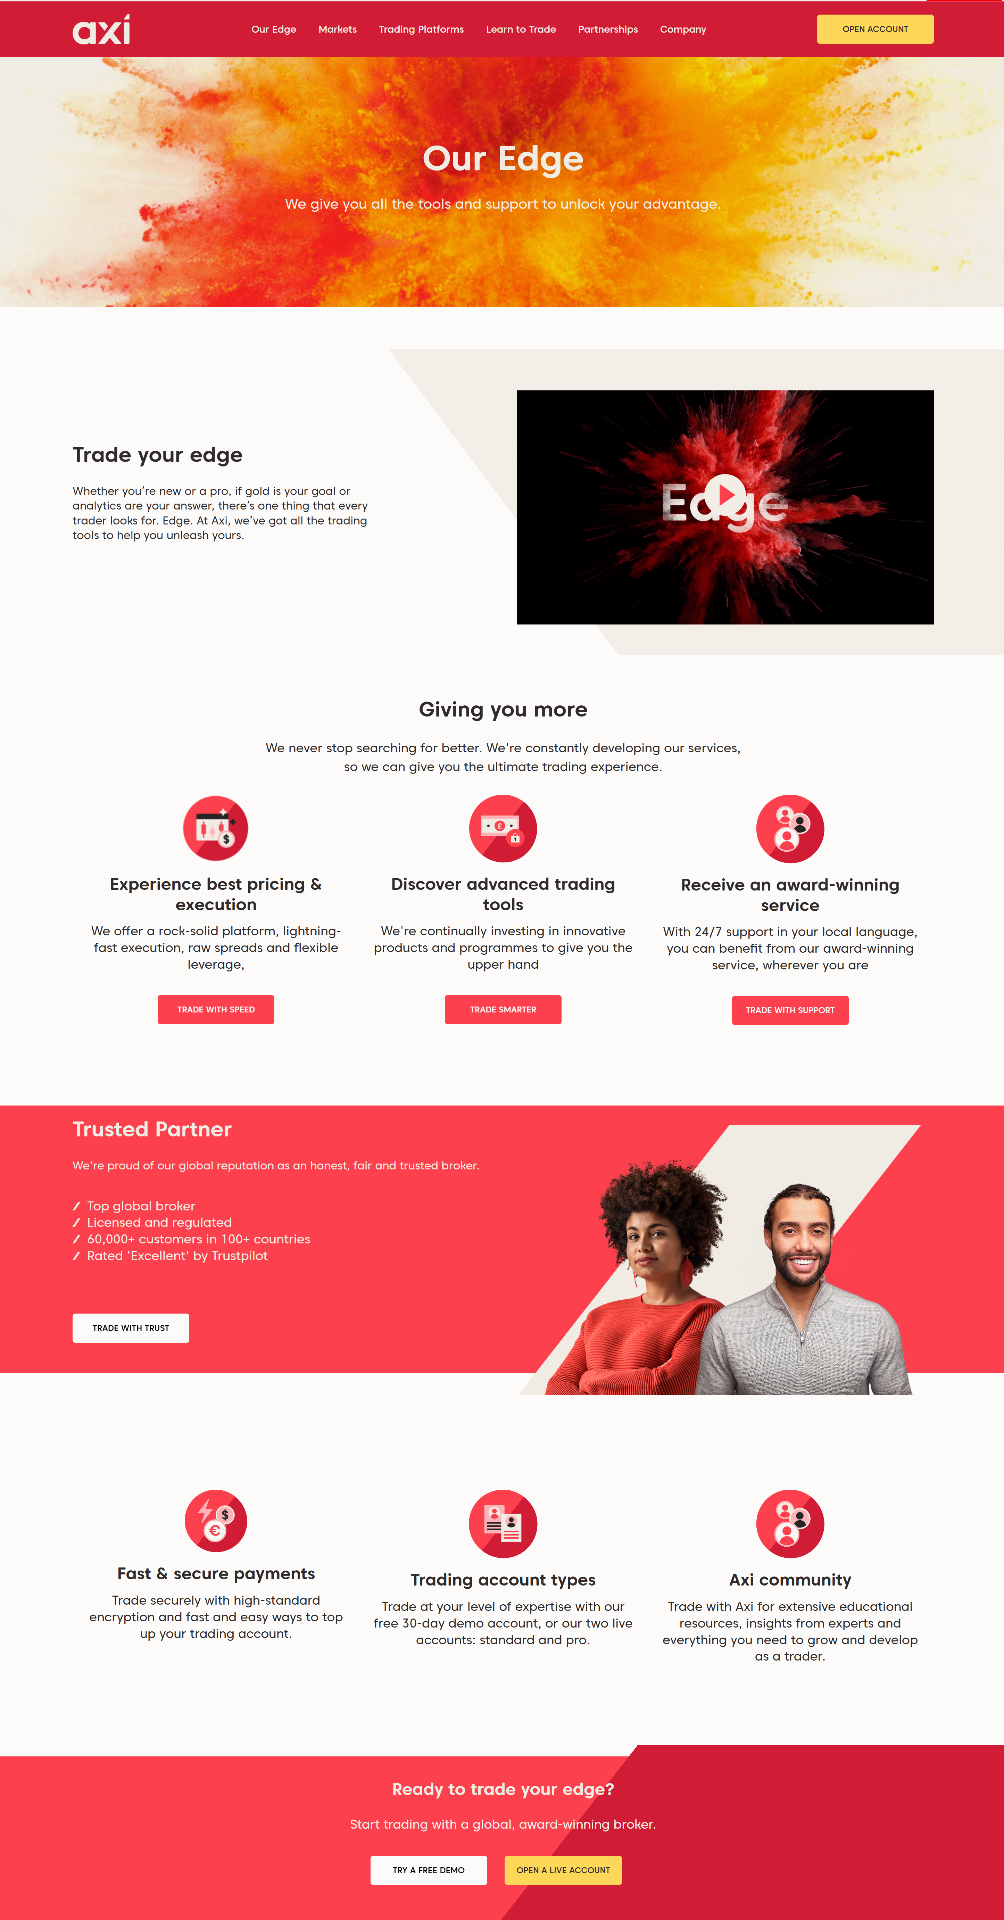 axi
Our Edge
Markets
Trading Platforms
Learn to Trade
Partnerships
Company
OPEN ACCOUNT
Our Edge
We give you all the tools and support to unlock your advantage.
Trade your edge
Whether you're new or a pro, if gold is your goal or
analytics are your answer, there's one thing that every
trader looks for. Edge. At Axi, we've got all the trading
tools to help you unleash yours.
Edge
Giving you more
We never stop searching for better. We're constantly developing our services,
so we can give you the ultimate trading experience.
Experience best pricing &
execution
We offer a rock-solid platform, lightning-
fast execution, raw spreads and flexible
leverage,
TRADE WITH SPEED
Discover advanced trading
tools
We're continually investing in innovative
products and programmes to give you the
upper hand
TRADE SMARTER
Receive an award-winning
service
With 24/7 support in your local language,
you can benefit from our award-winning
service, wherever you are
TRADE WITH SUPPORT
Trusted Partner
We're proud of our global reputation as an honest, fair and trusted broker.
Top global broker
Licensed and regulated
60,000+ customers in 100+ countries
Rated 'Excellent' by Trustpilot
TRADE WITH TRUST
Fast & secure payments
Trade securely with high-standard
encryption and fast and easy ways to top
up your trading account.
Trading account types
Trade at your level of expertise with our
free 30-day demo account, or our two live
accounts: standard and pro.
Axi community
Trade with Axi for extensive educational
resources, insights from experts and
everything you need to grow and develop
as a trader.
Ready to trade your edge?
Start trading with a global, award-winning broker.
TRY A FREE DEMO
OPEN A LIVE ACCOUNT